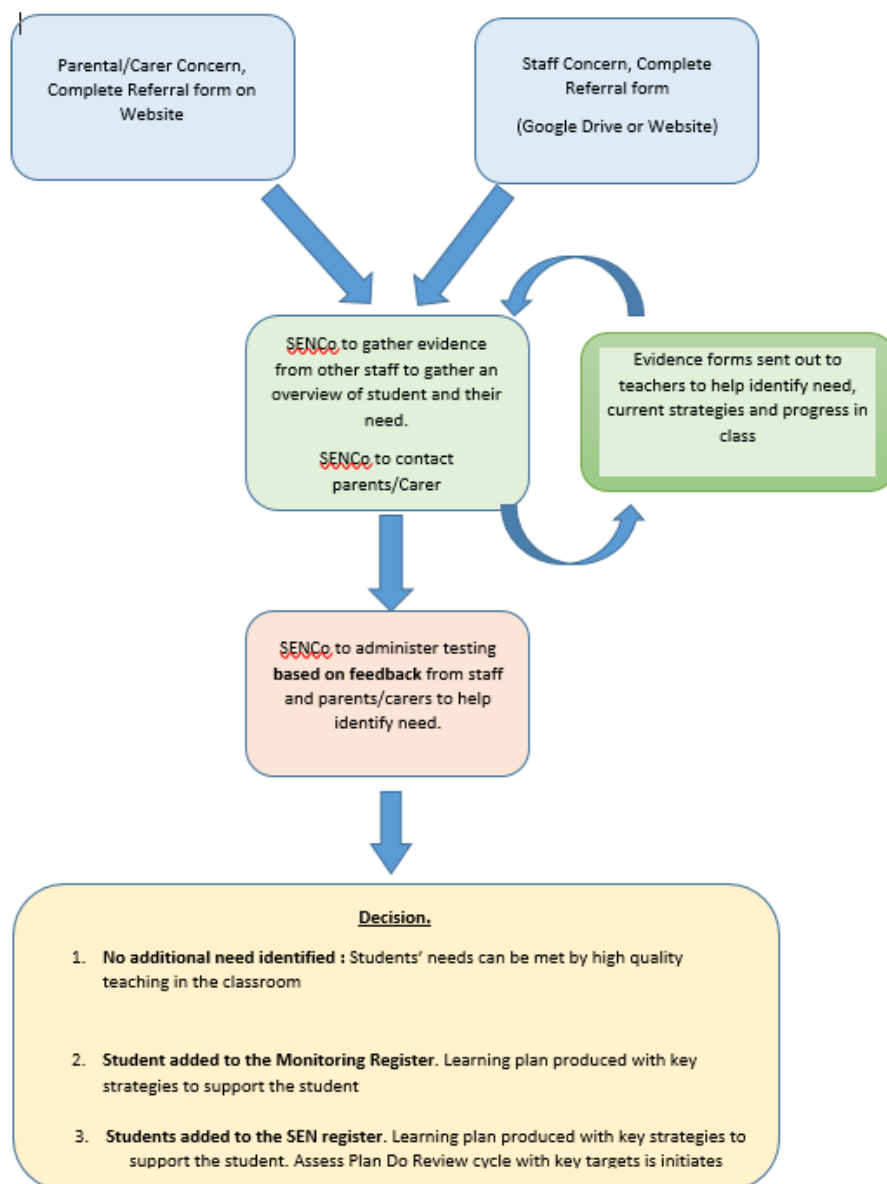 Parental/Carer Concern,
Complete Referral form on
Website
Staff Concern, Complete
Referral form
(Google Drive or Website)
SENCo to gather evidence
from other staff to gather an
overview of student and their
need.
SENCo to contact
parents/Carer
Evidence forms sent out to
teachers to help identify need,
current strategies and progress in
class
SENCo to administer testing
based on feedback from staff
and parents/carers to help
identify need.
Decision.
1. No additional need identified : Students’ needs can be met by high quality
teaching in the classroom
2. Student added to the Monitoring Register. Learning plan produced with key
strategies to support the student
3. Students added to the SEN register. Learning plan produced with key strategies to
support the student. Assess Plan Do Review cycle with key targets is initiates